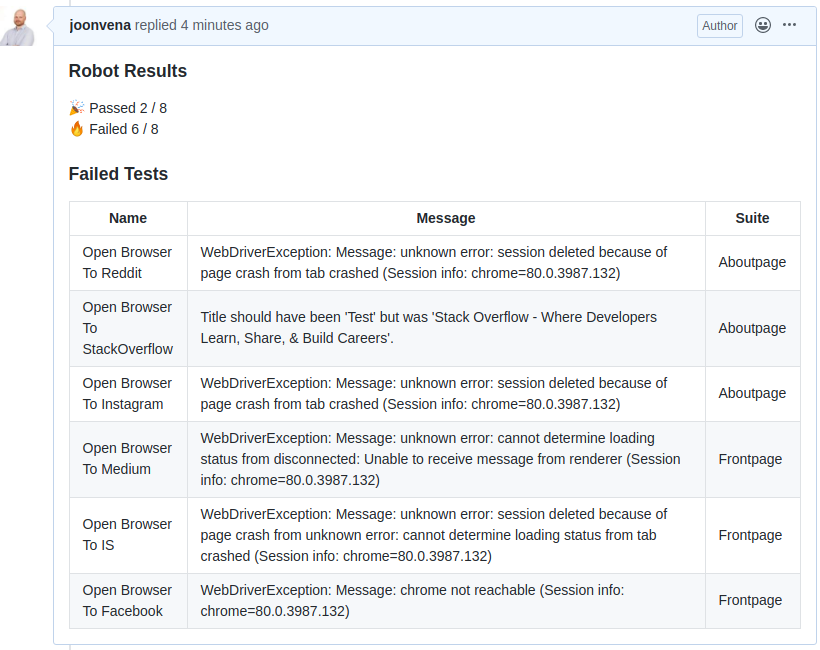 joonvena replied 4 minutes ago
Author
Robot Results
🎉 Passed 2 / 8
🔥 Failed 6 / 8
Failed Tests
Name Message Suite
Open Browser
To Reddit
WebDriverException: Message: unknown error: session deleted because of
page crash from tab crashed (Session info: chrome=80.0.3987.132)
Aboutpage
Open Browser
To
StackOverflow
Title should have been 'Test' but was 'Stack Overflow - Where Developers
Learn, Share, & Build Careers'.
Aboutpage
Open Browser
To Instagram
WebDriverException: Message: unknown error: session deleted because of
page crash from tab crashed (Session info: chrome=80.0.3987.132)
Aboutpage
Open Browser
To Medium
WebDriverException: Message: unknown error: cannot determine loading
status from disconnected: Unable to receive message from renderer (Session
info: chrome=80.0.3987.132)
Frontpage
Open Browser
To IS
WebDriverException: Message: unknown error: session deleted because of
page crash from unknown error: cannot determine loading status from tab
crashed (Session info: chrome=80.0.3987.132)
Frontpage
Open Browser
To Facebook
WebDriverException: Message: chrome not reachable (Session info:
chrome=80.0.3987.132)
Frontpage